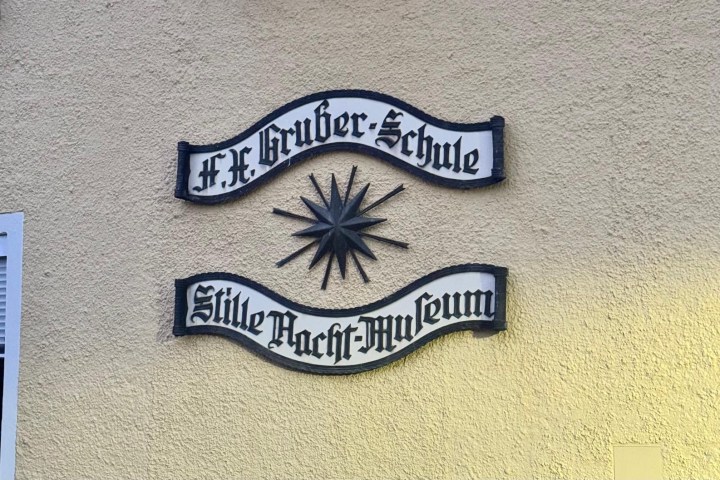 F.X. Gruber-Schule
Stille Nacht-Museum